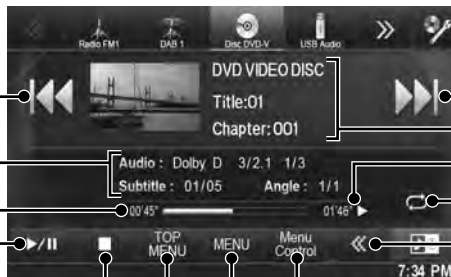 Radio FM1 DAB 1 Disc DVD-V USB Audio
DVD VIDEO DISC
Title:01
Chapter:001
Audio : Dolby D 3/2.1 1/3
Subtitle : 01/05 Angle : 1/1
00'45" 01'46"
TOP MENU MENU Menu Control
7:34 PM